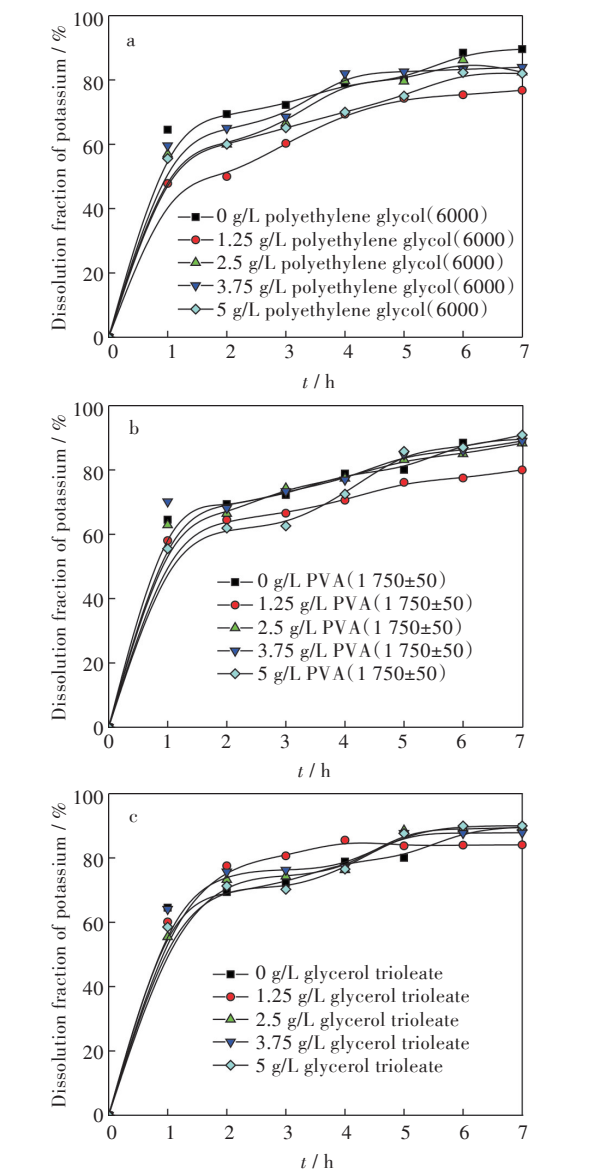 100
a
80
60
40
20
0
Dissolution fraction of potassium / %
0 g/L polyethylene glycol(6000)
1.25 g/L polyethylene glycol(6000)
2.5 g/L polyethylene glycol(6000)
3.75 g/L polyethylene glycol(6000)
5 g/L polyethylene glycol(6000)
0 1 2 3 4 5 6 7
t / h
100
b
80
60
40
20
0
Dissolution fraction of potassium / %
0 g/L PVA(1 750±50)
1.25 g/L PVA(1 750±50)
2.5 g/L PVA(1 750±50)
3.75 g/L PVA(1 750±50)
5 g/L PVA(1 750±50)
0 1 2 3 4 5 6 7
t / h
100
c
80
60
40
20
0
Dissolution fraction of potassium / %
0 g/L glycerol trioleate
1.25 g/L glycerol trioleate
2.5 g/L glycerol trioleate
3.75 g/L glycerol trioleate
5 g/L glycerol trioleate
0 1 2 3 4 5 6 7
t / h